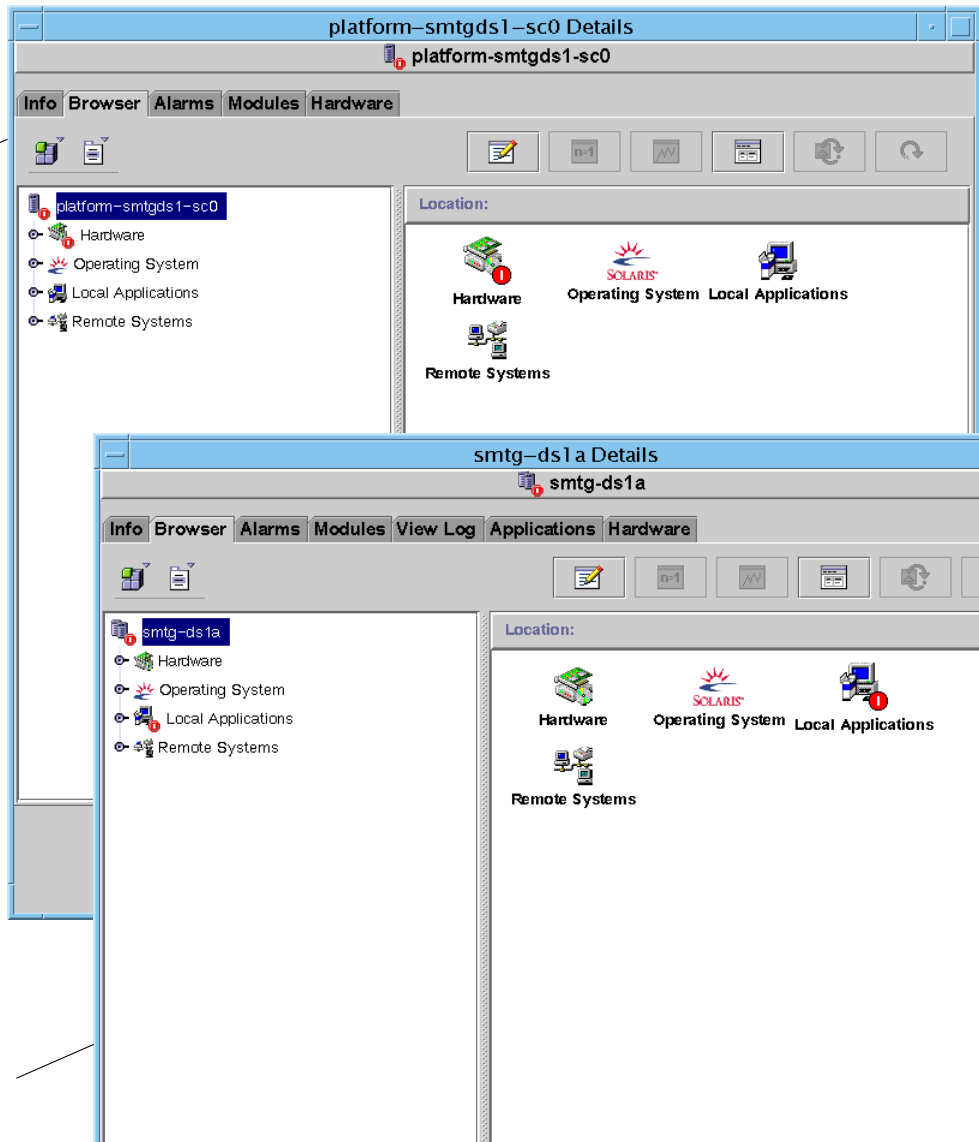 platform–smtgds1–sc0 Details
platform-smtgds1-sc0
Info Browser Alarms Modules Hardware
n=1
platform–smtgds1–sc0
Location:
Hardware
Operating System
Local Applications
Remote Systems
Hardware
SOLARIS
Operating System
Local Applications
Remote Systems
smtg–ds1a Details
smtg-ds1a
Info Browser Alarms Modules View Log Applications Hardware
n=1
smtg–ds1a
Location:
Hardware
Operating System
Local Applications
Remote Systems
Hardware
SOLARIS
Operating System
Local Applications
Remote Systems